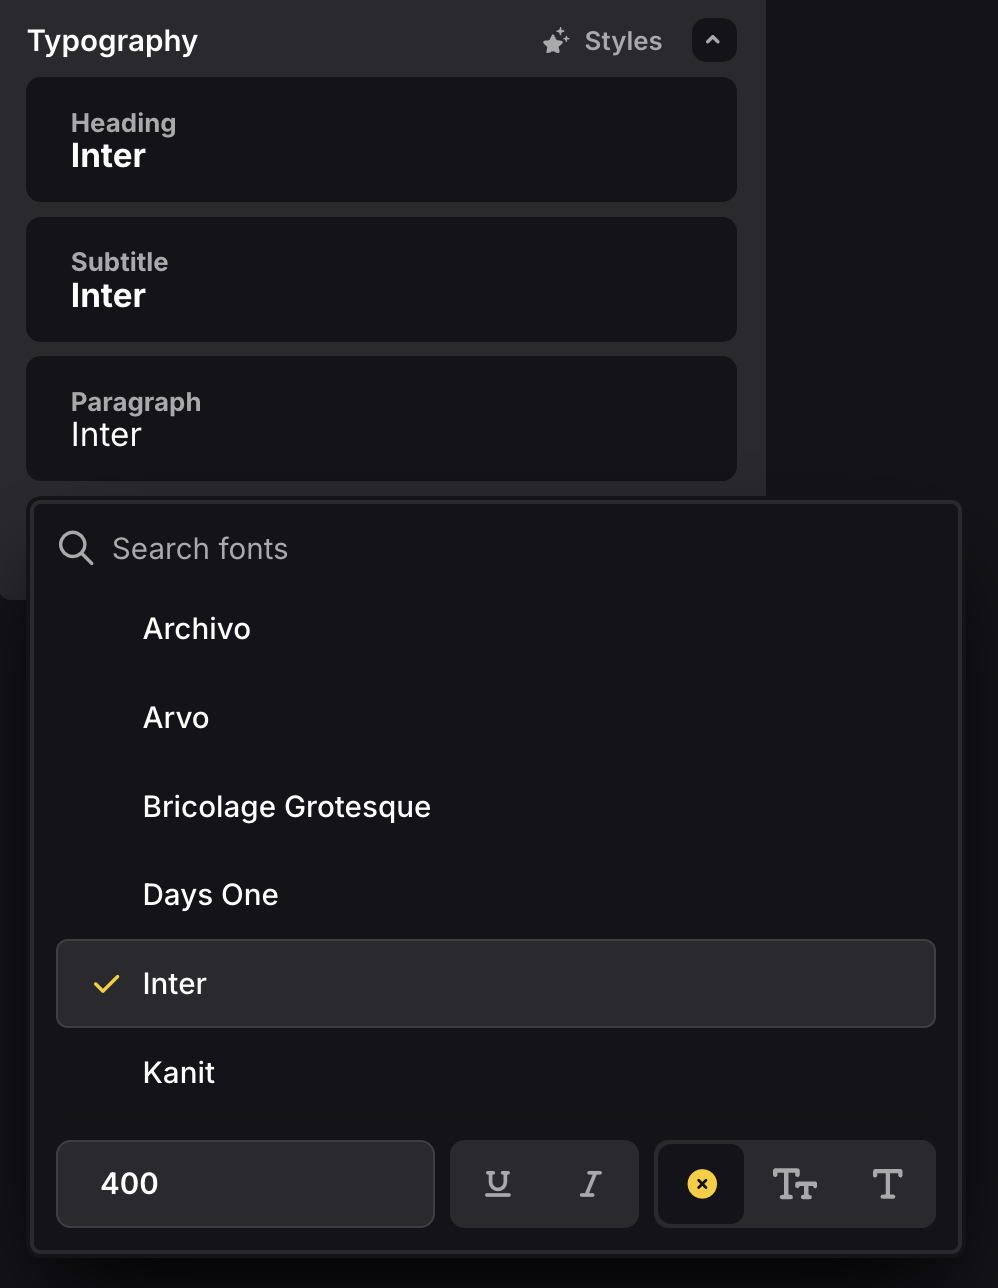 Typography
Styles
Heading
Inter
Subtitle
Inter
Paragraph
Inter
Search fonts
Archivo
Arvo
Bricolage Grotesque
Days One
Inter
Kanit
400